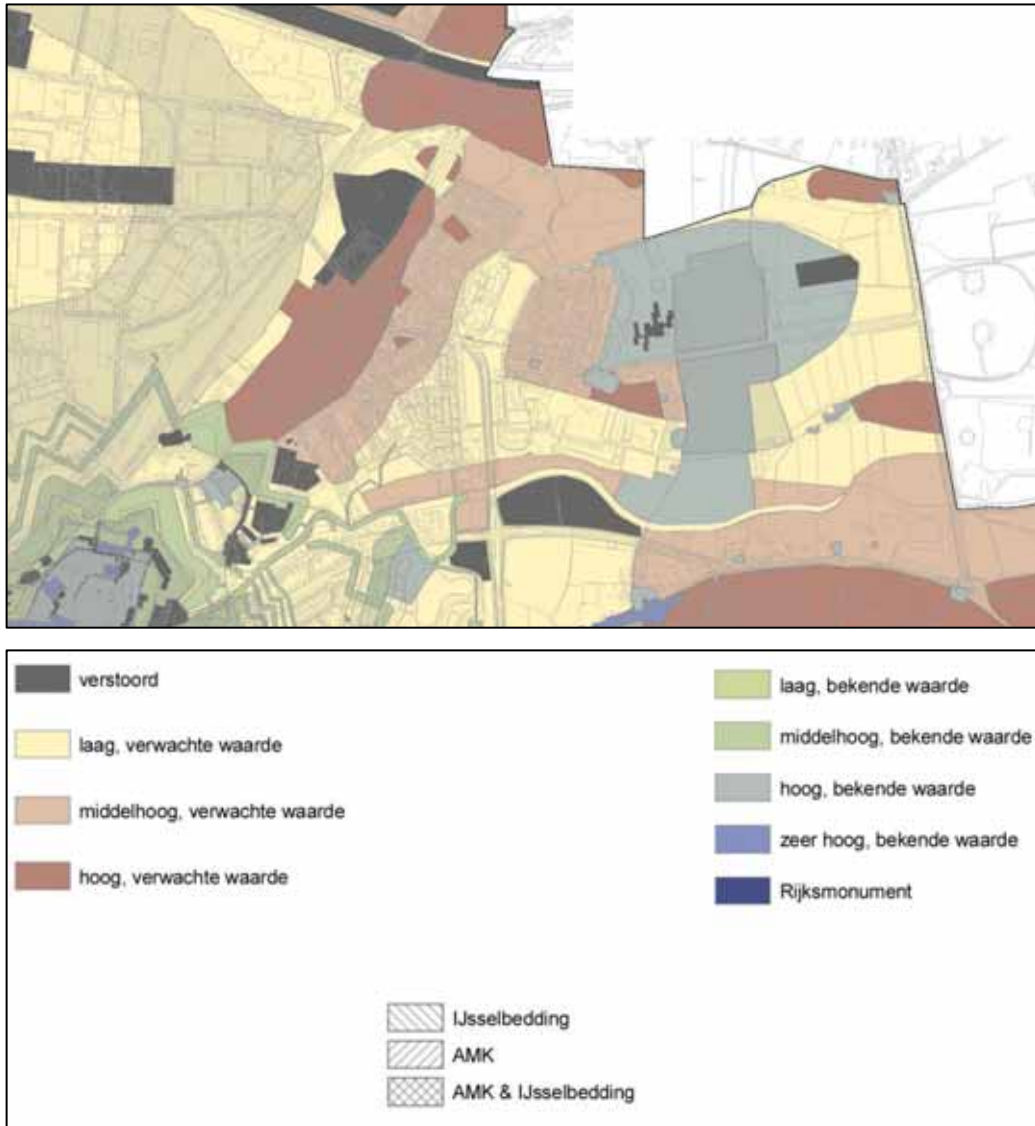 verstoord
laag, verwachte waarde
middelhoog, verwachte waarde
hoog, verwachte waarde
laag, bekende waarde
middelhoog, bekende waarde
hoog, bekende waarde
zeer hoog, bekende waarde
Rijksmonument
IJsselbedding
AMK
AMK & IJsselbedding